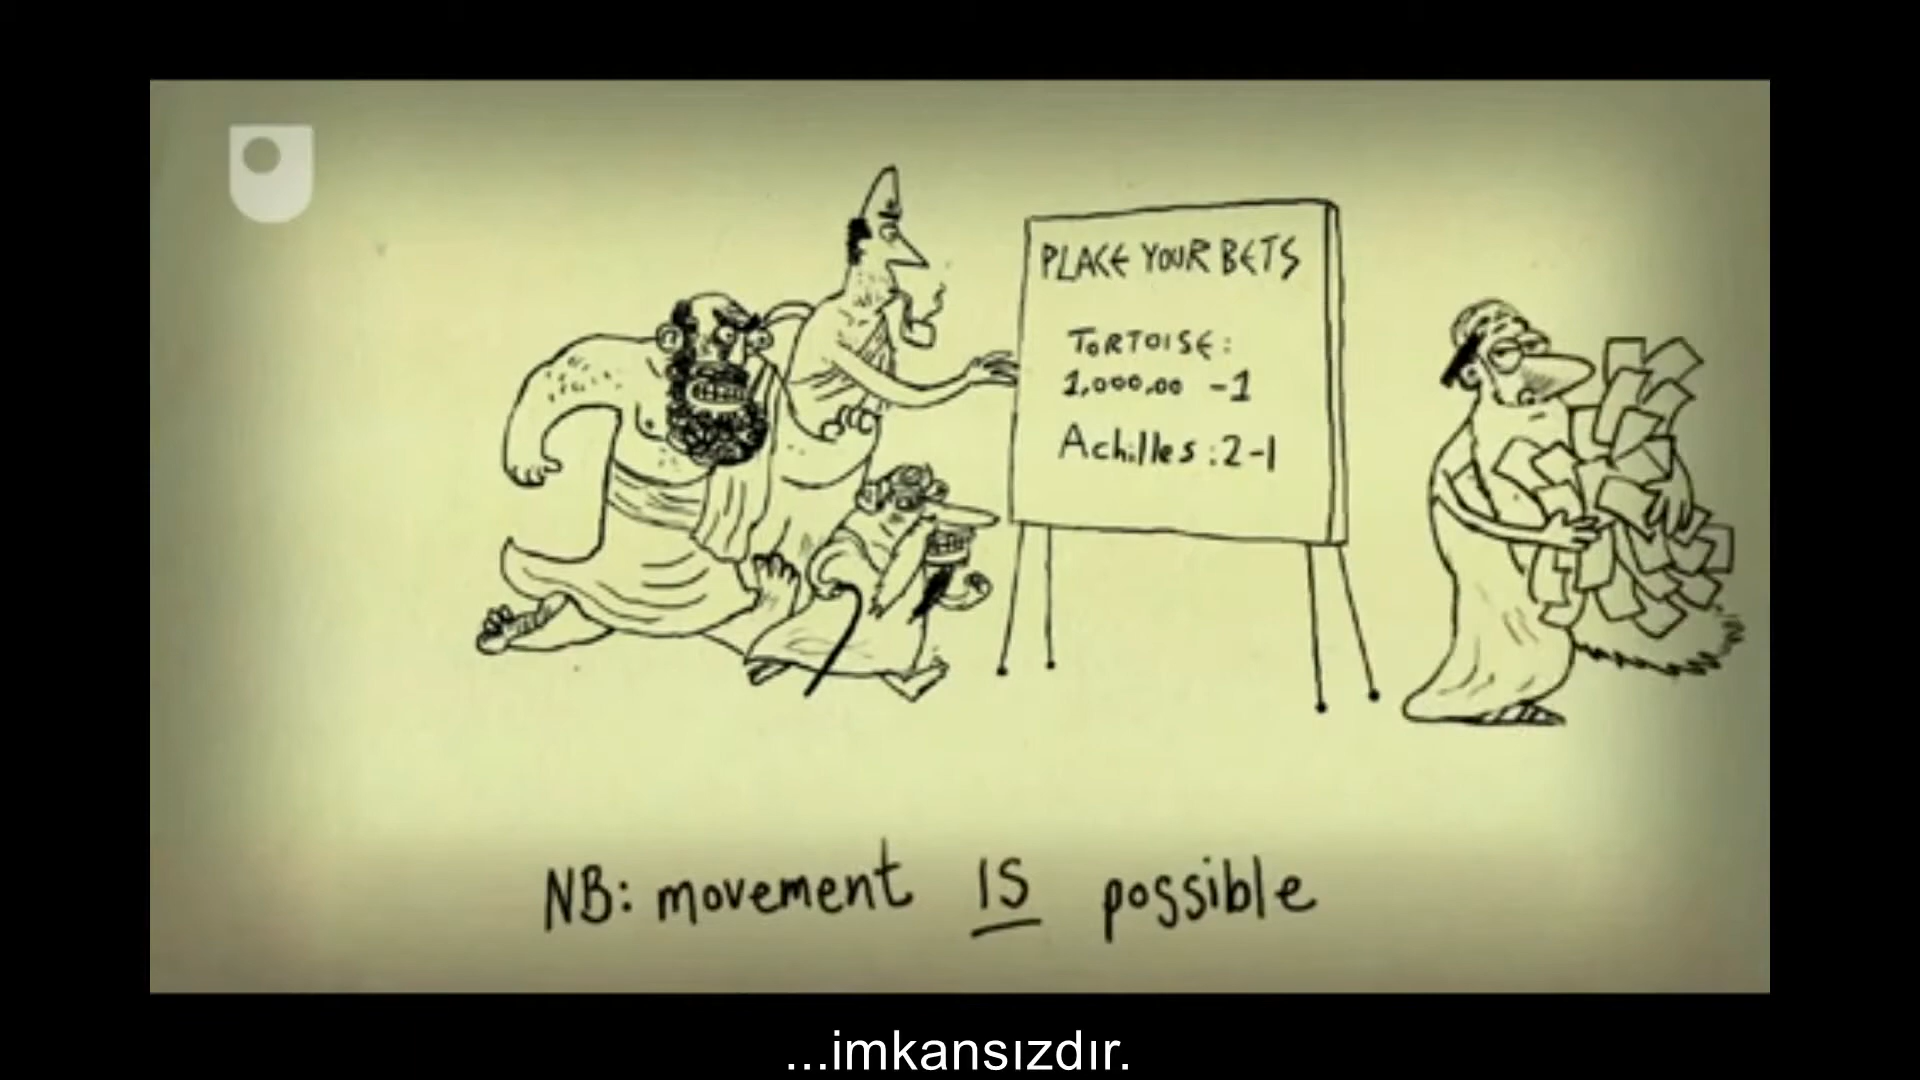 PLACE YOUR BETS
TORTOISE:
1,000,00 -1
Achilles: 2-1
NB: movement IS possible
...imkansızdır.